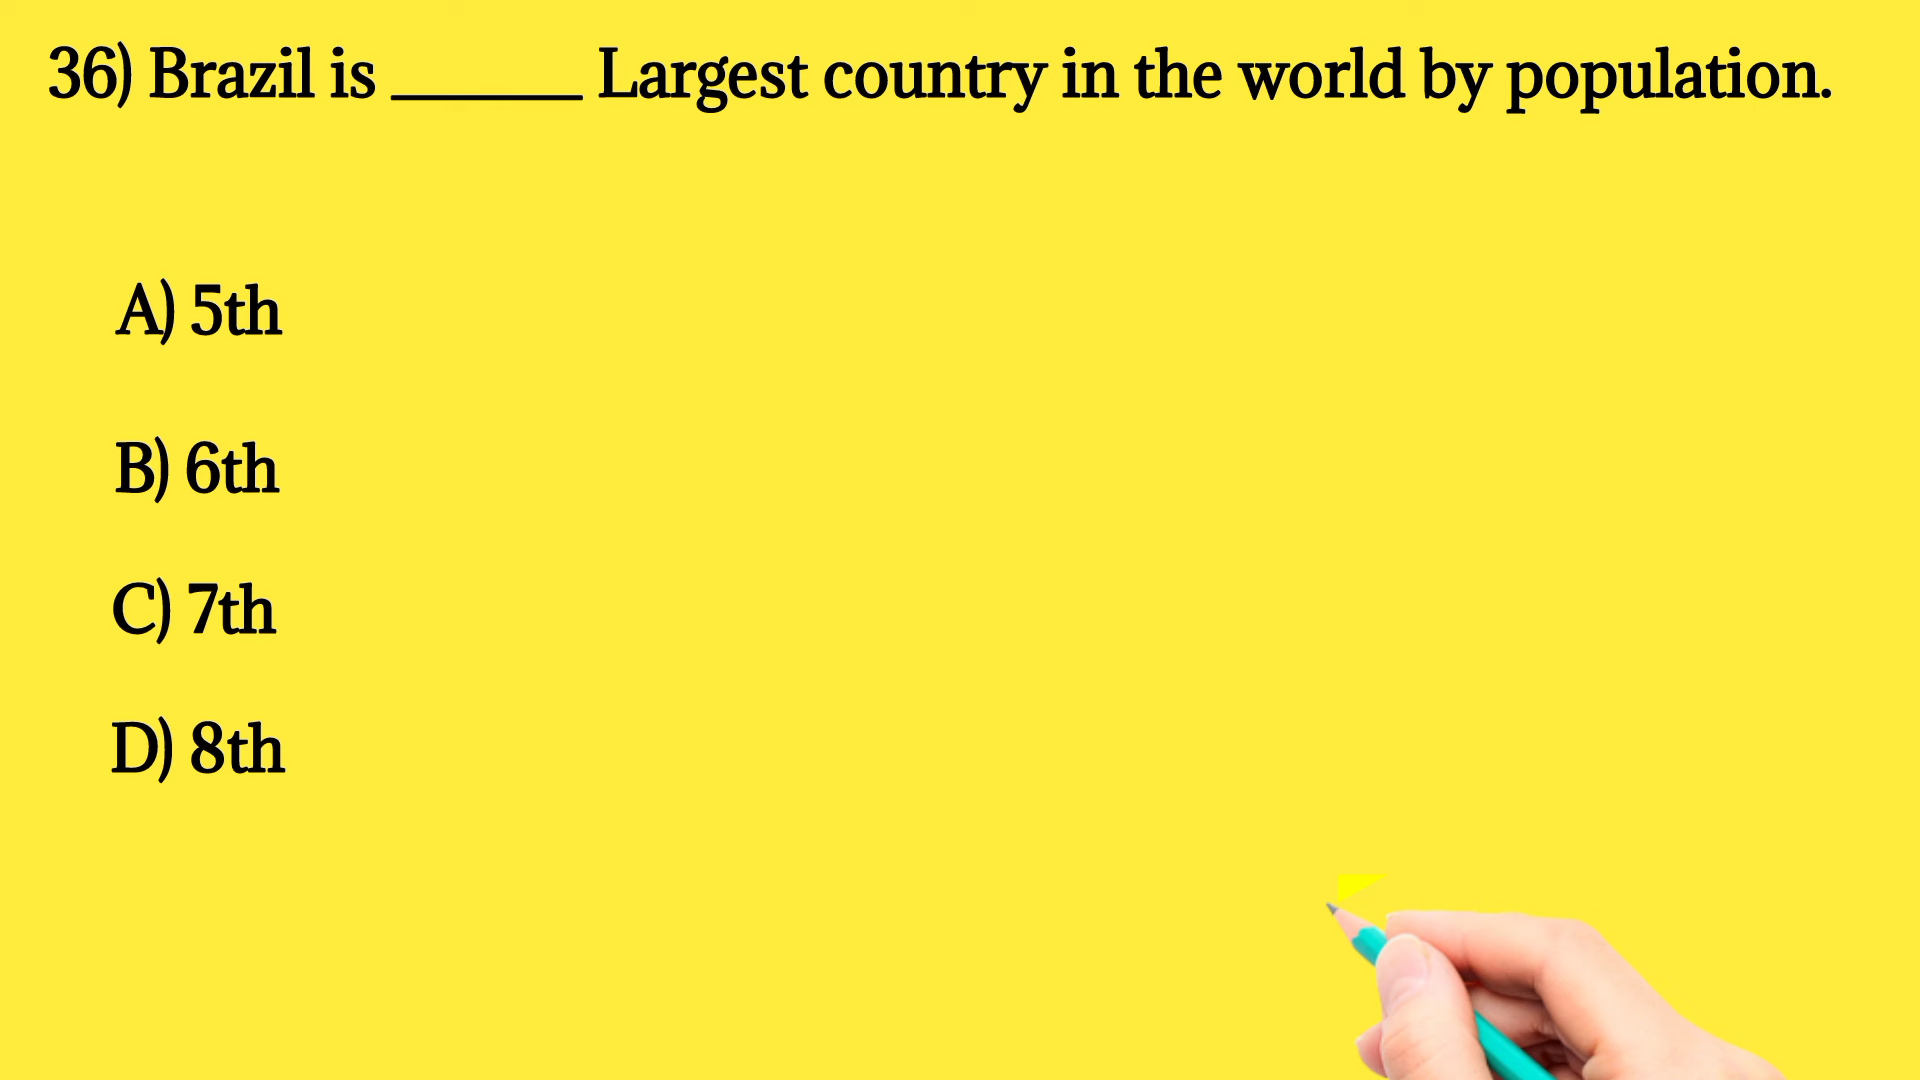 36) Brazil is ______ Largest country in the world by population.
A) 5th
B) 6th
C) 7th
D) 8th